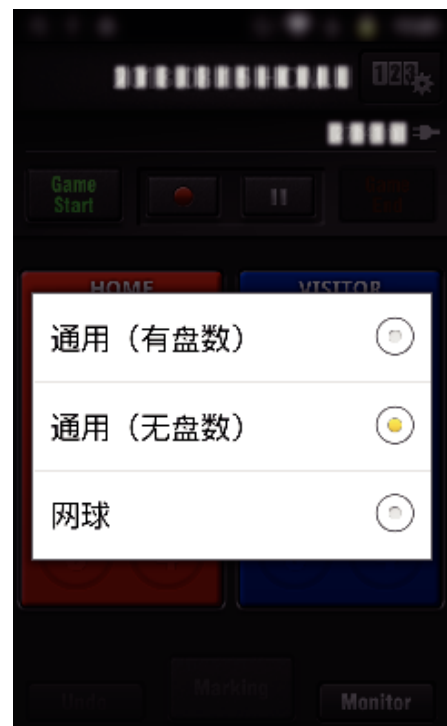 123
Game
Start
HOME
VISITOR
通用（有盘数）
通用（无盘数）
网球
Undo
Marking
Monitor